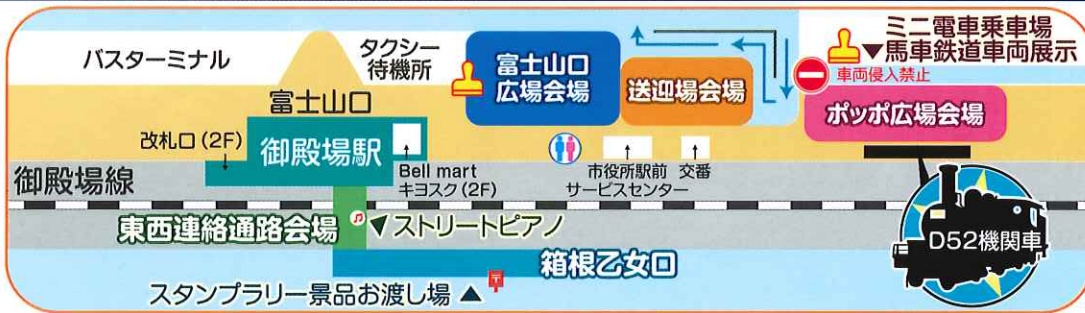 バスターミナル
タクシー
待機所
富士山口
改札口(2F)
御殿場駅
Bell mart
キヨスク(2F)
御殿場線
富士山口
広場会場
送迎場会場
ミニ電車乗車場
▼馬車鉄道車両展示
車両侵入禁止
ポッポ広場会場
市役所駅前
サービスセンター
交番
東西連絡通路会場
◀ストリートピアノ
箱根乙女口
スタンプラリー景品お渡し場 ▲
〒
D52機関車